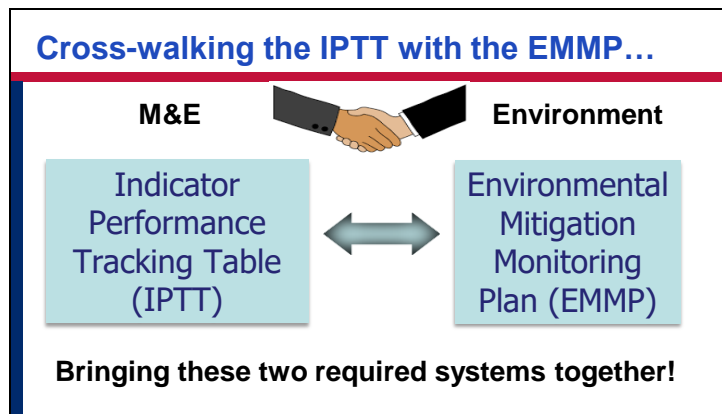 Cross-walking the IPTT with the EMMP…
M&E
Environment
Indicator
Performance
Tracking Table
(IPTT)
Environmental
Mitigation
Monitoring
Plan (EMMP)
Bringing these two required systems together!